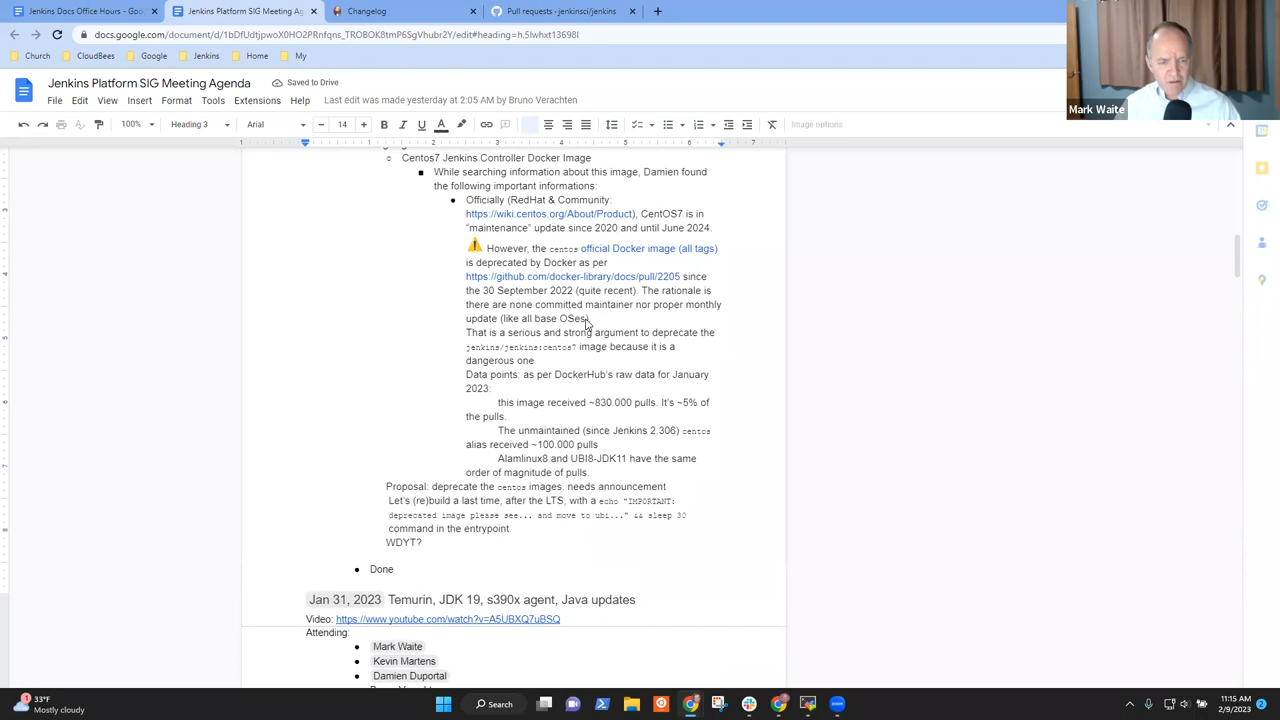 Jenkins Docs Office Hours - Goog
Jenkins Platform SIG Meeting Ag
Changelog
Pull requests · jenkinsci/jenkins
docs.google.com/document/d/1bDfUdtjpwoX0HO2PRnfqns_TROBOK8tmP6SgVhubr2Y/edit#heading=h.5lwhxt13698l
Church
CloudBees
Google
Jenkins
Home
My
Jenkins Platform SIG Meeting Agenda
Saved to Drive
File Edit View Insert Format Tools Extensions Help
Last edit was made yesterday at 2:05 AM by Bruno Verachten
100% Heading 3 Arial 14
Image options
Mark Waite
Centos7 Jenkins Controller Docker Image
While searching information about this image, Damien found
the following important informations:
Officially (RedHat & Community:
https://wiki.centos.org/About/Product), CentOS7 is in
"maintenance" update since 2020 and until June 2024.
However, the centos official Docker image (all tags)
is deprecated by Docker as per
https://github.com/docker-library/docs/pull/2205 since
the 30 September 2022 (quite recent). The rationale is
there are none committed maintainer nor proper monthly
update (like all base OSes)
That is a serious and strong argument to deprecate the
jenkins/jenkins:centos7 image because it is a
dangerous one
Data points: as per DockerHub's raw data for January
2023:
this image received ~830.000 pulls. It's ~5% of
the pulls.
The unmaintained (since Jenkins 2.306) centos
alias received ~100.000 pulls
Alamlinux8 and UBI8-JDK11 have the same
order of magnitude of pulls.
Proposal: deprecate the centos images. needs announcement
Let's (re)build a last time, after the LTS, with a echo "IMPORTANT:
deprecated image please see... and move to ubi..." && sleep 30
command in the entrypoint.
WDYT?
Done
Jan 31, 2023 Temurin, JDK 19, s390x agent, Java updates
Video: https://www.youtube.com/watch?v=A5UBXQ7uBSQ
Attending:
Mark Waite
Kevin Martens
Damien Duportal
33°F
Mostly cloudy
Search
11:15 AM
2/9/2023